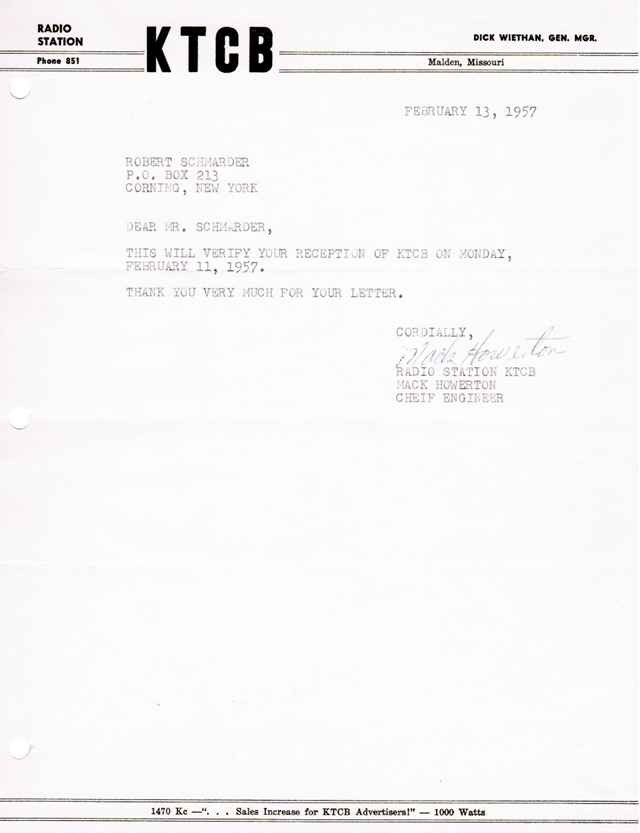 RADIO
STATION
KTCB
DICK WIETHAN, GEN. MGR.
Phone 851
Malden, Missouri
FEBRUARY 13, 1957
ROBERT SCHMARDER
P.O. BOX 213
CORNING, NEW YORK
DEAR MR. SCHMARDER,
THIS WILL VERIFY YOUR RECEPTION OF KTCB ON MONDAY,
FEBRUARY 11, 1957.
THANK YOU VERY MUCH FOR YOUR LETTER.
CORDIALLY,
Mack Howerton
RADIO STATION KTCB
MACK HOWERTON
CHEIF ENGINEER
1470 Kc —“. . . Sales Increase for KTCB Advertisers!” — 1000 Watts